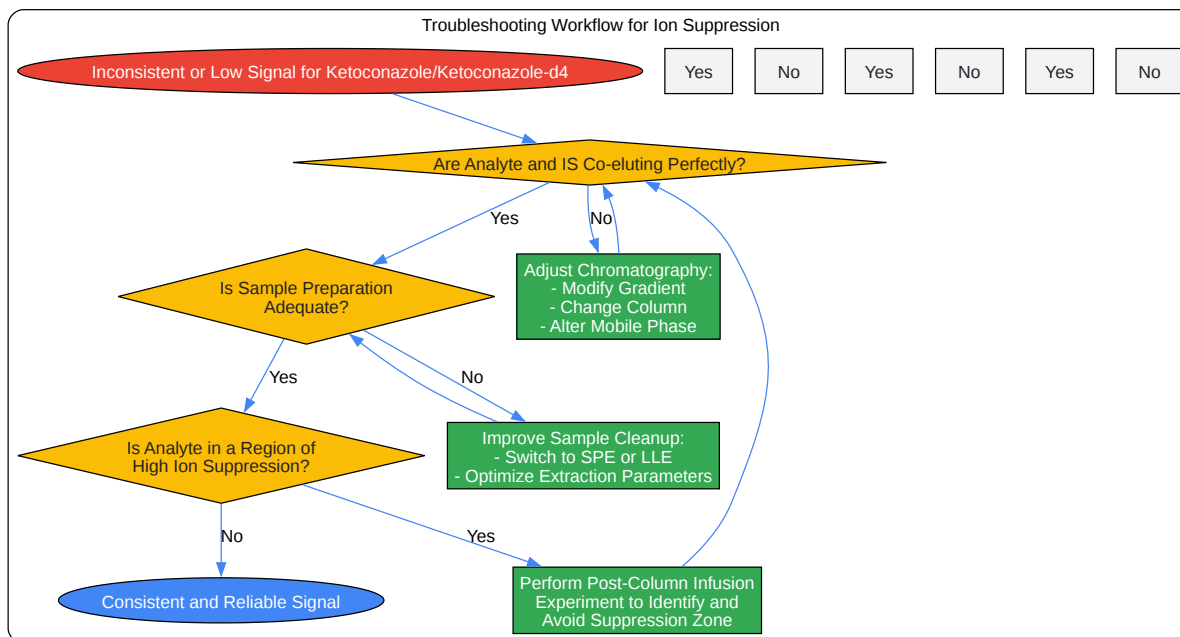 Troubleshooting Workflow for Ion Suppression
Inconsistent or Low Signal for Ketoconazole/Ketoconazole-d4
Yes
No
Yes
No
Yes
No
Are Analyte and IS Co-eluting Perfectly?
Yes
No
Is Sample Preparation
Adequate?
Adjust Chromatography:
- Modify Gradient
- Change Column
- Alter Mobile Phase
Yes
No
Is Analyte in a Region of
High Ion Suppression?
Improve Sample Cleanup:
- Switch to SPE or LLE
- Optimize Extraction Parameters
No
Yes
Consistent and Reliable Signal
Perform Post-Column Infusion
Experiment to Identify and
Avoid Suppression Zone